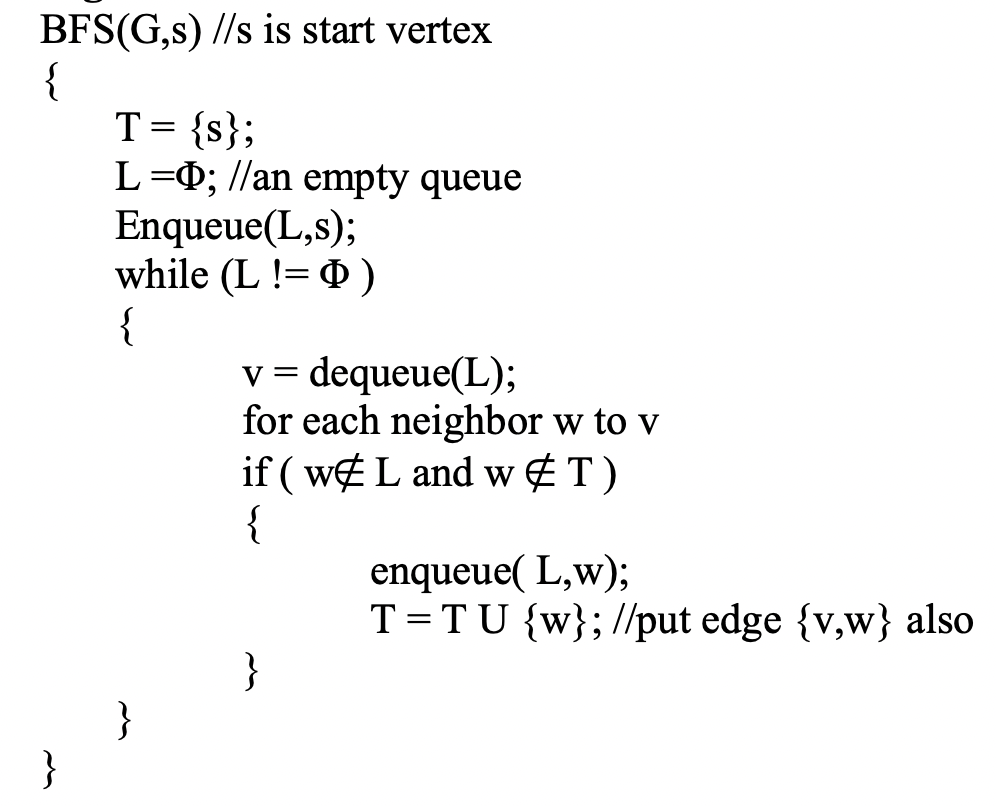 BFS(G,s) //s is start vertex
{
T = {s};
L =Φ; //an empty queue
Enqueue(L,s);
while (L != Φ )
{
v = dequeue(L);
for each neighbor w to v
if ( w∉ L and w ∉ T )
{
enqueue( L,w);
T = T U {w}; //put edge {v,w} also
}
}
}